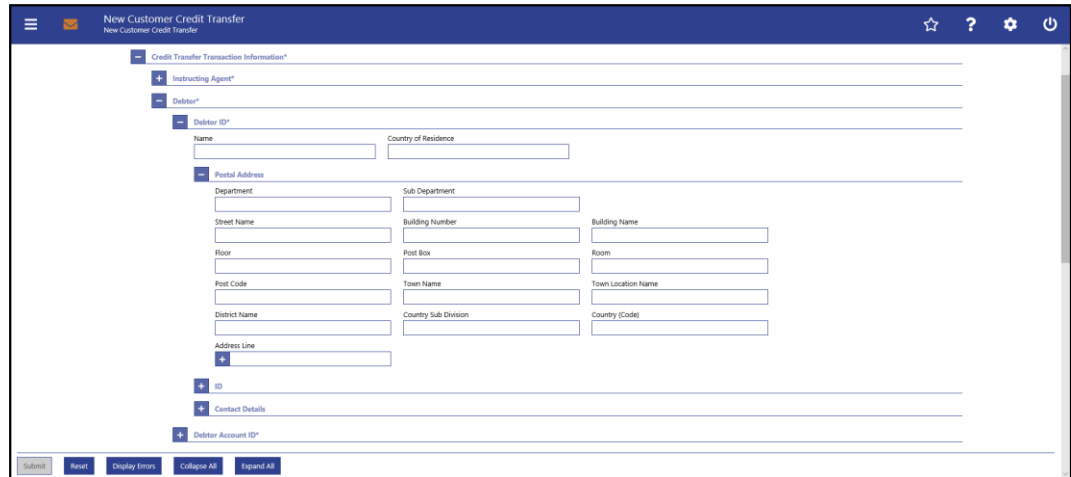 New Customer Credit Transfer
New Customer Credit Transfer
?
− Credit Transfer Transaction Information*
+ Instructing Agent*
− Debtor*
− Debtor ID*
Name Country of Residence
− Postal Address
Department Sub Department
Street Name Building Number Building Name
Floor Post Box Room
Post Code Town Name Town Location Name
District Name Country Sub Division Country (Code)
Address Line
+
+ ID
+ Contact Details
+ Debtor Account ID*
Submit Reset Display Errors Collapse All Expand All